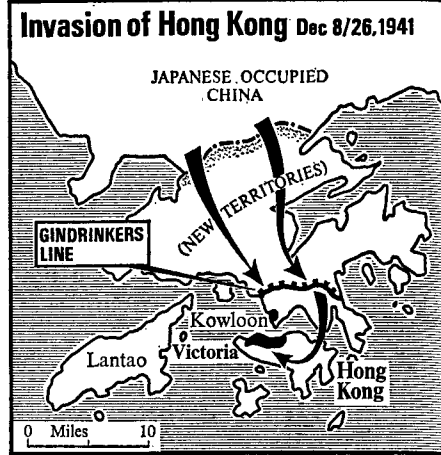 Invasion of Hong Kong Dec 8/26,1941
JAPANESE OCCUPIED
CHINA
(NEW TERRITORIES)
GINDRINKERS
LINE
Kowloon
Victoria
Lantao
Hong
Kong
0 Miles 10